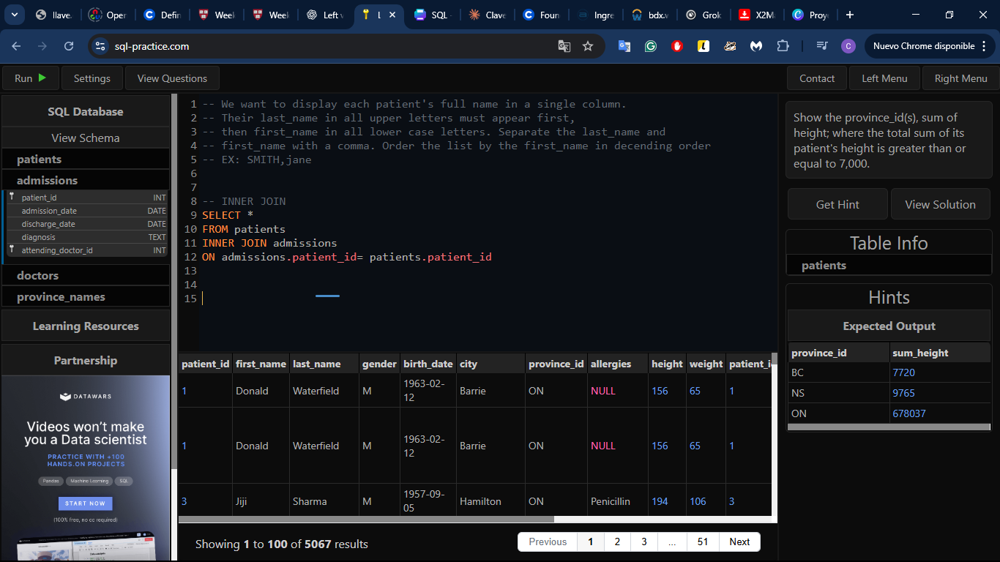 llave
Oper
Defin
Week
Week
Left v
L
SQL
Clave
Foun
Ingre
bdx.v
Grok
X2M
Proy
sql-practice.com
Nuevo Chrome disponible
Run
Settings
View Questions
Contact
Left Menu
Right Menu
SQL Database
View Schema
patients
admissions
patient_id INT
admission_date DATE
discharge_date DATE
diagnosis TEXT
attending_doctor_id INT
doctors
province_names
Learning Resources
Partnership
DATAWARS
Videos won't make
you a Data scientist
PRACTICE WITH +100
HANDS.ON PROJECTS
Pandas Machine Learning SQL
START NOW
(100% free, no cc required)
1 -- We want to display each patient's full name in a single column.
2 -- Their last_name in all upper letters must appear first,
3 -- then first_name in all lower case letters. Separate the last_name and
4 -- first_name with a comma. Order the list by the first_name in decending order
5 -- EX: SMITH,jane
6
7
8 -- INNER JOIN
9 SELECT *
10 FROM patients
11 INNER JOIN admissions
12 ON admissions.patient_id= patients.patient_id
13
14
15
patient_id first_name last_name gender birth_date city province_id allergies height weight patient_i
1 Donald Waterfield M 1963-02-12 Barrie ON NULL 156 65 1
1 Donald Waterfield M 1963-02-12 Barrie ON NULL 156 65 1
3 Jiji Sharma M 1957-09-05 Hamilton ON Penicillin 194 106 3
Showing 1 to 100 of 5067 results
Previous 1 2 3 ... 51 Next
Show the province_id(s), sum of
height; where the total sum of its
patient's height is greater than or
equal to 7,000.
Get Hint
View Solution
Table Info
patients
Hints
Expected Output
province_id sum_height
BC 7720
NS 9765
ON 678037